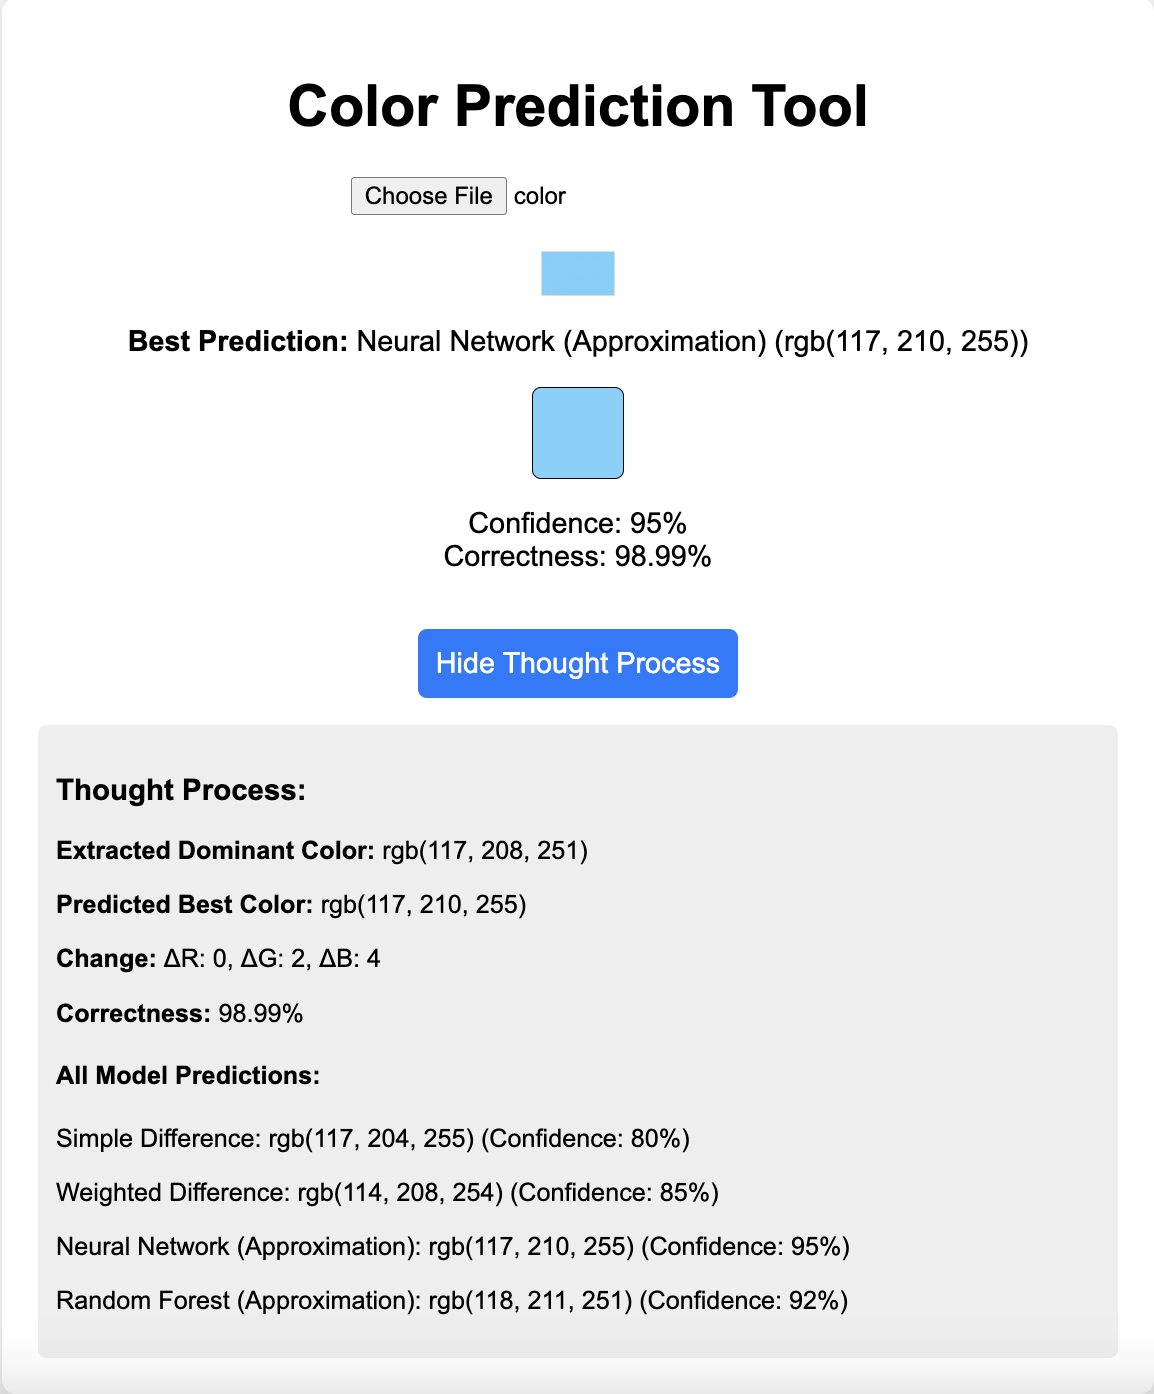 Color Prediction Tool
Choose File color
Best Prediction: Neural Network (Approximation) (rgb(117, 210, 255))
Confidence: 95%
Correctness: 98.99%
Hide Thought Process
Thought Process:
Extracted Dominant Color: rgb(117, 208, 251)
Predicted Best Color: rgb(117, 210, 255)
Change: ΔR: 0, ΔG: 2, ΔB: 4
Correctness: 98.99%
All Model Predictions:
Simple Difference: rgb(117, 204, 255) (Confidence: 80%)
Weighted Difference: rgb(114, 208, 254) (Confidence: 85%)
Neural Network (Approximation): rgb(117, 210, 255) (Confidence: 95%)
Random Forest (Approximation): rgb(118, 211, 251) (Confidence: 92%)